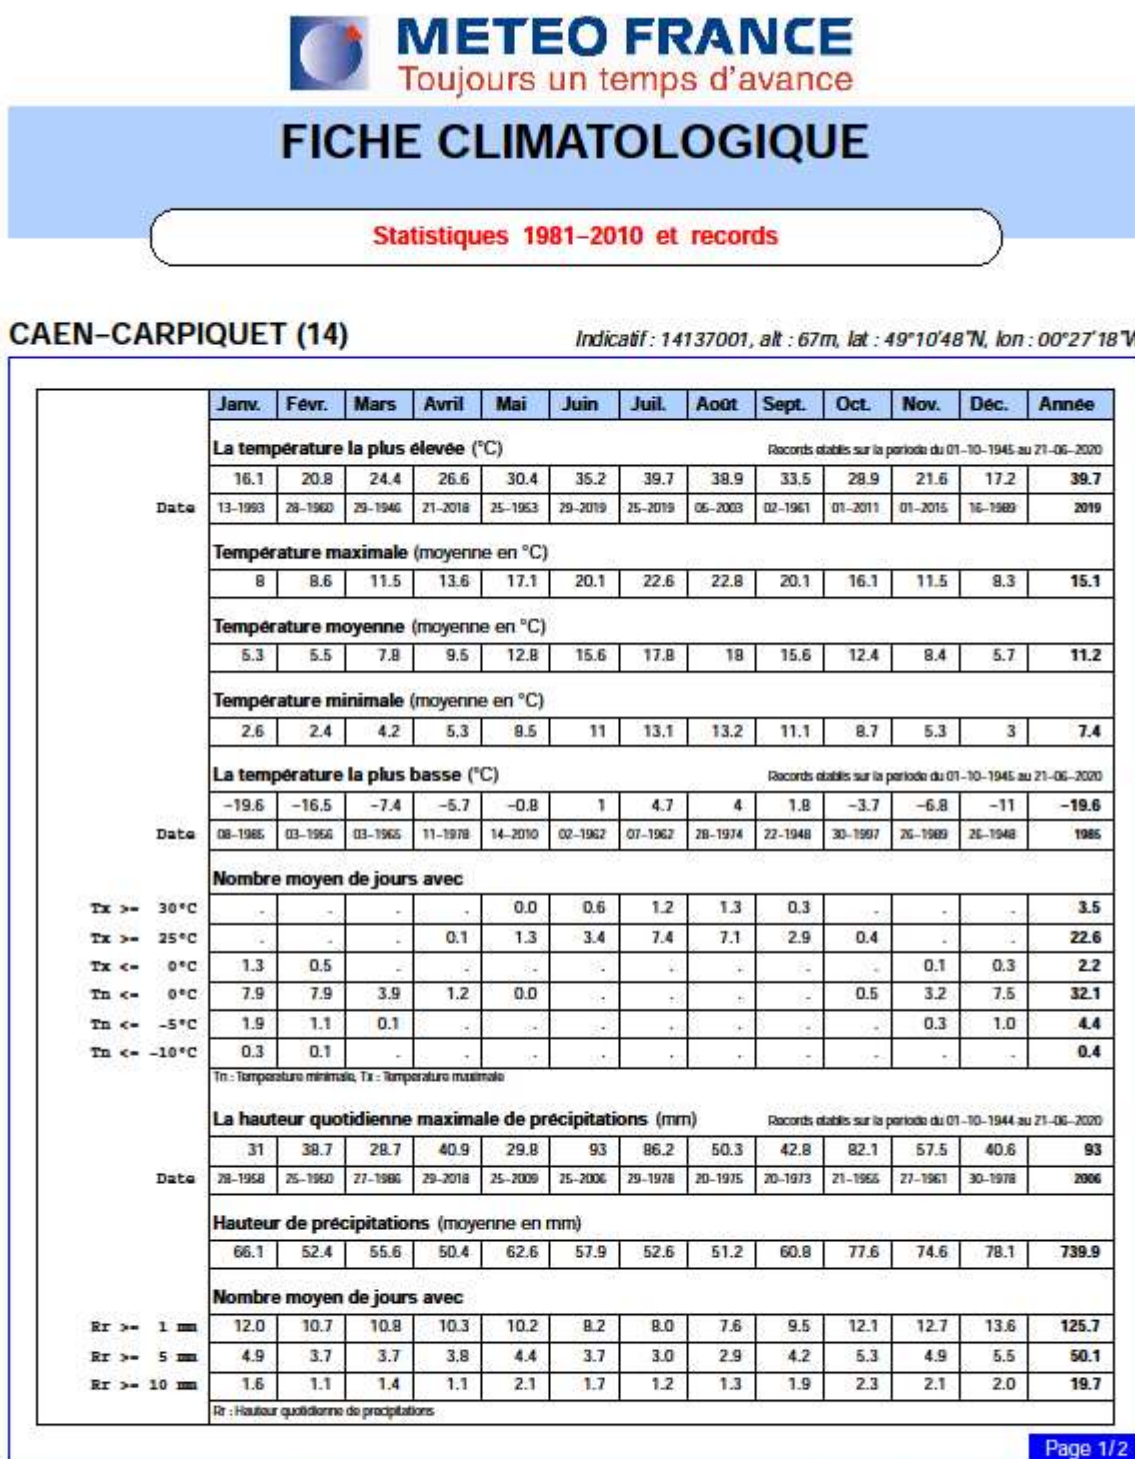 METEO FRANCE
Toujours un temps d'avance
FICHE CLIMATOLOGIQUE
Statistiques 1981–2010 et records
CAEN–CARPIQUET (14) Indicatif : 14137001, alt : 67m, lat : 49°10'48"N, lon : 00°27'18"W
Janv. Févr. Mars Avril Mai Juin Juil. Août Sept. Oct. Nov. Déc. Année
La température la plus élevée (°C) Records établis sur la période du 01–10–1945 au 21–06–2020
16.1 20.8 24.4 26.6 30.4 35.2 39.7 38.9 33.5 28.9 21.6 17.2 39.7
Date 13–1993 28–1960 29–1946 21–2018 25–1953 29–2019 25–2019 05–2003 02–1961 01–2011 01–2015 16–1989 2019
Température maximale (moyenne en °C)
8 8.6 11.5 13.6 17.1 20.1 22.6 22.8 20.1 16.1 11.5 8.3 15.1
Température moyenne (moyenne en °C)
5.3 5.5 7.8 9.5 12.8 15.6 17.8 18 15.6 12.4 8.4 5.7 11.2
Température minimale (moyenne en °C)
2.6 2.4 4.2 5.3 8.5 11 13.1 13.2 11.1 8.7 5.3 3 7.4
La température la plus basse (°C) Records établis sur la période du 01–10–1945 au 21–06–2020
–19.6 –16.5 –7.4 –5.7 –0.8 1 4.7 4 1.8 –3.7 –6.8 –11 –19.6
Date 08–1985 03–1956 03–1965 11–1978 14–2010 02–1962 07–1962 28–1974 22–1948 30–1997 26–1989 26–1948 1985
Nombre moyen de jours avec
Tx >= 30°C . . . . 0.0 0.6 1.2 1.3 0.3 . . . 3.5
Tx >= 25°C . . . 0.1 1.3 3.4 7.4 7.1 2.9 0.4 . . 22.6
Tx <= 0°C 1.3 0.5 . . . . . . . . 0.1 0.3 2.2
Tn <= 0°C 7.9 7.9 3.9 1.2 0.0 . . . . 0.5 3.2 7.5 32.1
Tn <= –5°C 1.9 1.1 0.1 . . . . . . . 0.3 1.0 4.4
Tn <= –10°C 0.3 0.1 . . . . . . . . . . 0.4
Tn : Température minimale, Tx : Température maximale
La hauteur quotidienne maximale de précipitations (mm) Records établis sur la période du 01–10–1944 au 21–06–2020
31 38.7 28.7 40.9 29.8 93 86.2 50.3 42.8 82.1 57.5 40.6 93
Date 28–1958 25–1950 27–1986 29–2018 25–2009 25–2006 29–1978 20–1975 20–1973 21–1955 27–1961 30–1978 2006
Hauteur de précipitations (moyenne en mm)
66.1 52.4 55.6 50.4 62.6 57.9 52.6 51.2 60.8 77.6 74.6 78.1 739.9
Nombre moyen de jours avec
Rr >= 1 mm 12.0 10.7 10.8 10.3 10.2 8.2 8.0 7.6 9.5 12.1 12.7 13.6 125.7
Rr >= 5 mm 4.9 3.7 3.7 3.8 4.4 3.7 3.0 2.9 4.2 5.3 4.9 5.5 50.1
Rr >= 10 mm 1.6 1.1 1.4 1.1 2.1 1.7 1.2 1.3 1.9 2.3 2.1 2.0 19.7
Rr : Hauteur quotidienne de précipitations
Page 1/2